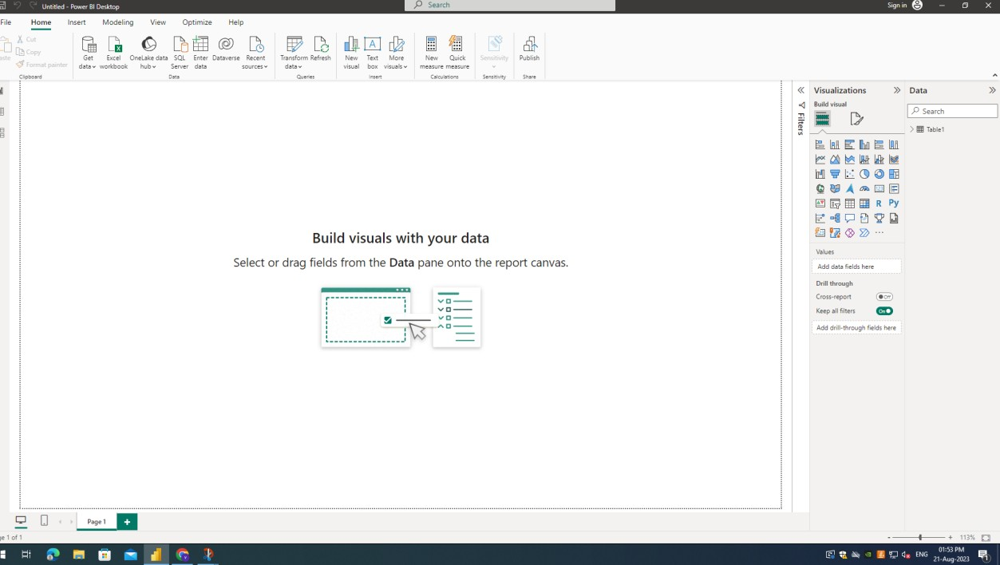 Untitled - Power BI Desktop
Search
Sign in
File Home Insert Modeling View Optimize Help
Cut
Copy
Format painter
Clipboard
Get data
Excel workbook
OneLake data hub
SQL Server
Enter data
Dataverse
Recent sources
Data
Transform data
Refresh
Queries
New visual
Text box
More visuals
Insert
New measure
Quick measure
Calculations
Sensitivity
Sensitivity
Publish
Share
Filters
Visualizations
Build visual
R
Py
Values
Add data fields here
Drill through
Cross-report
Off
Keep all filters
On
Add drill-through fields here
Data
Search
Table1
Build visuals with your data
Select or drag fields from the Data pane onto the report canvas.
Page 1
1 of 1
113%
ENG
01:53 PM
21-Aug-2023
1